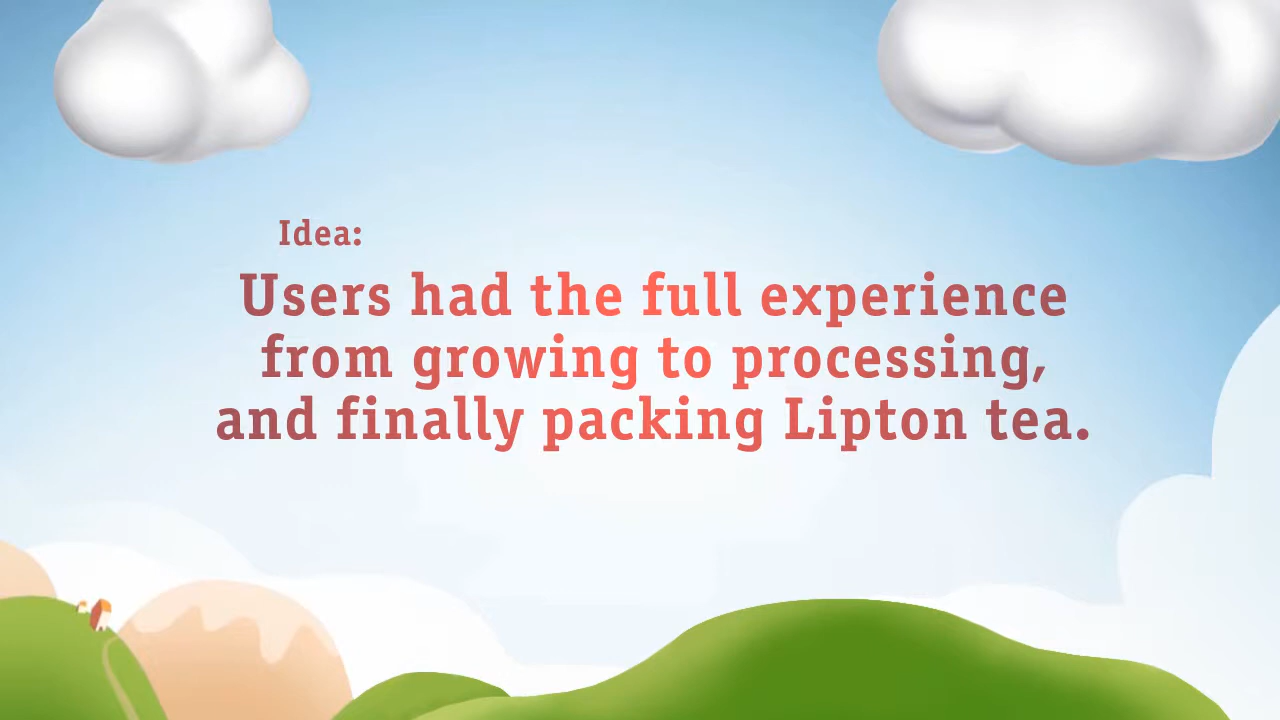 Idea:
Users had the full experience
from growing to processing,
and finally packing Lipton tea.